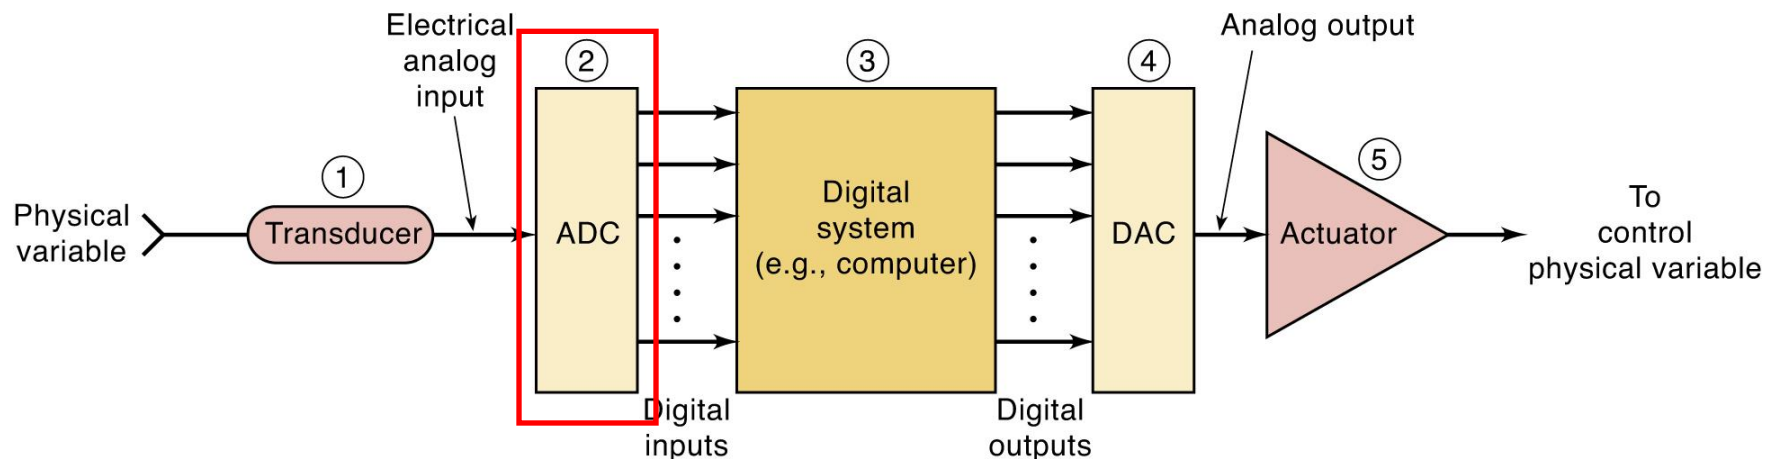 Physical
variable
①
Transducer
Electrical
analog
input
②
ADC
Digital
inputs
③
Digital
system
(e.g., computer)
Digital
outputs
④
DAC
Analog output
⑤
Actuator
To
control
physical variable